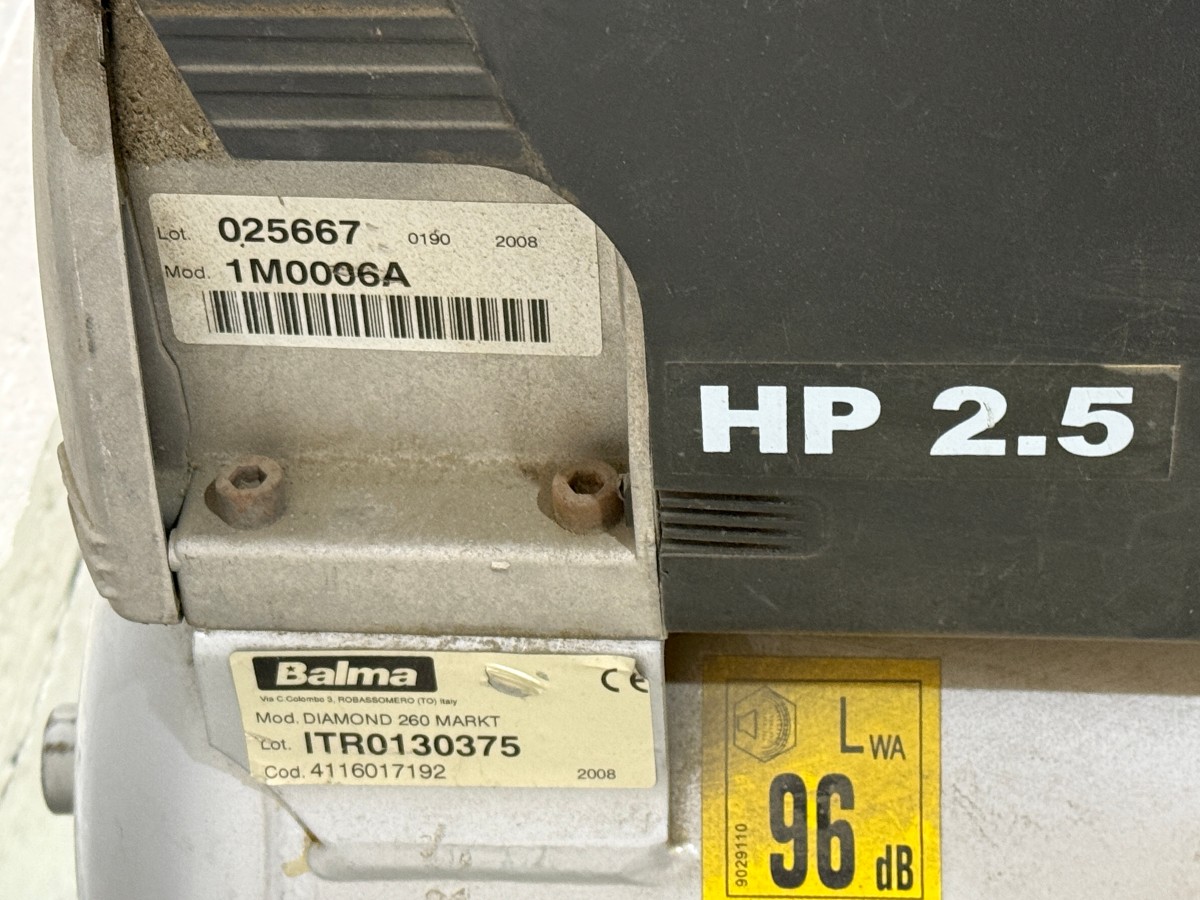 Lot. 025667 0190 2008
Mod. 1M0006A
HP 2.5
Balma
CE
Via C.Colombo 3, ROBASSOMERO (TO) Italy
Mod. DIAMOND 260 MARKT
Lot. ITR0130375
Cod. 4116017192 2008
LWA
96 dB
9029110